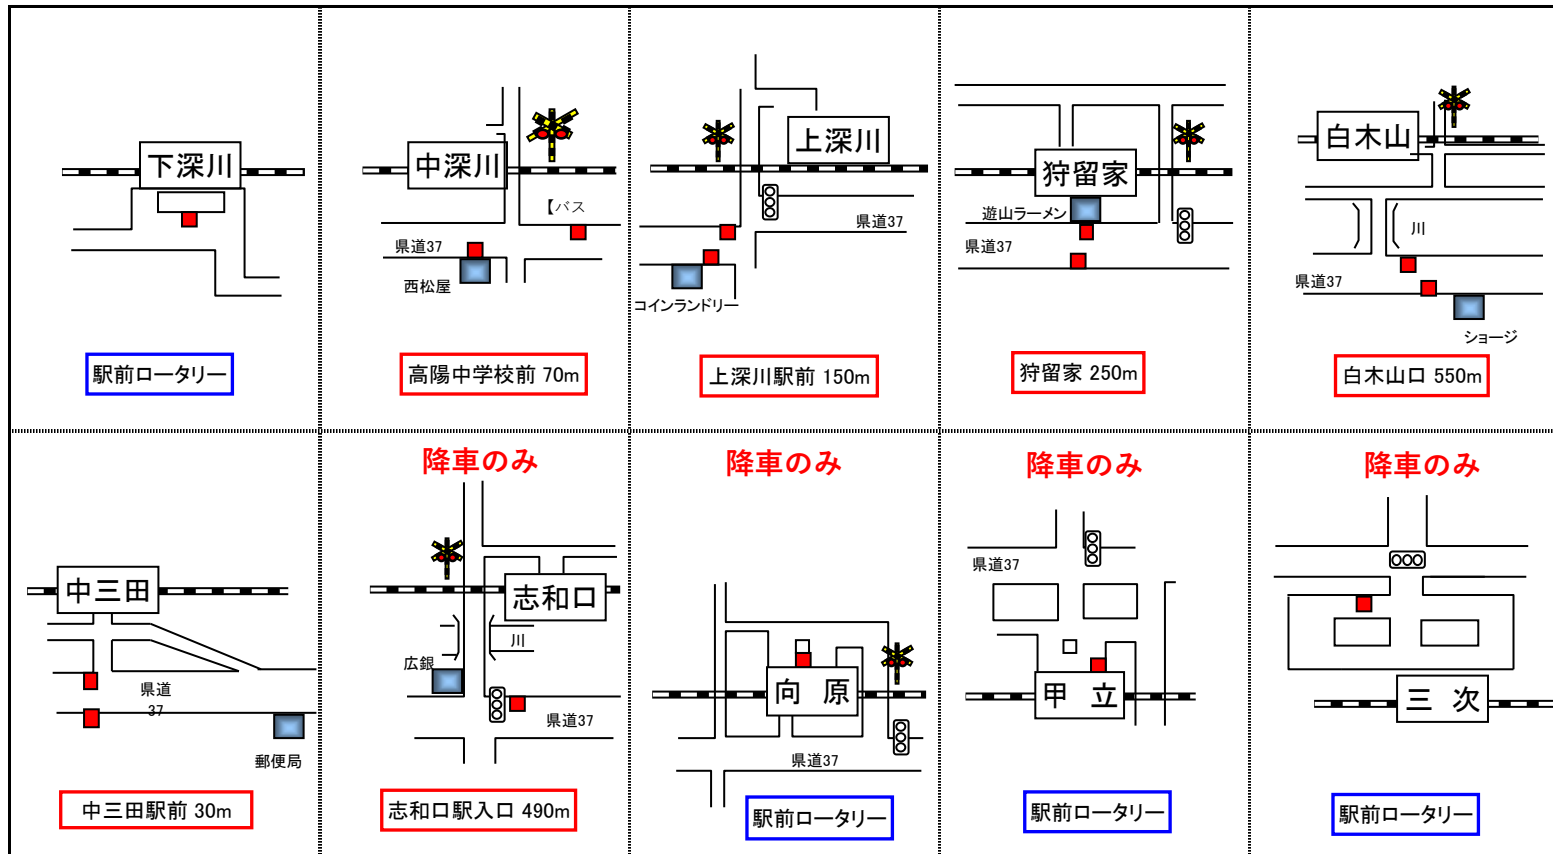 下深川
駅前ロータリー
中深川
【バス
県道37
西松屋
高陽中学校前 70m
上深川
県道37
コインランドリー
上深川駅前 150m
狩留家
遊山ラーメン
県道37
狩留家 250m
白木山
川
県道37
ショージ
白木山口 550m
中三田
県道
37
郵便局
中三田駅前 30m
降車のみ
志和口
川
広銀
県道37
志和口駅入口 490m
降車のみ
向 原
県道37
駅前ロータリー
降車のみ
県道37
甲 立
駅前ロータリー
降車のみ
三 次
駅前ロータリー